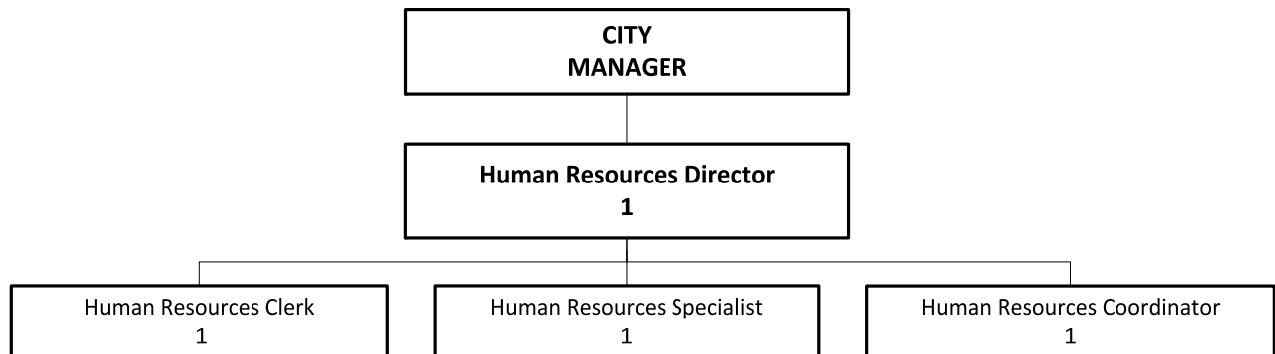 CITY
MANAGER
Human Resources Director
1
Human Resources Clerk
1
Human Resources Specialist
1
Human Resources Coordinator
1